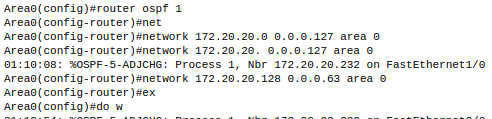 Area0(config)#router ospf 1
Area0(config-router)#net
Area0(config-router)#network 172.20.20.0 0.0.0.127 area 0
Area0(config-router)#network 172.20.20. 0.0.0.127 area 0
01:10:08: %OSPF-5-ADJCHG: Process 1, Nbr 172.20.20.232 on FastEthernet1/0
Area0(config-router)#network 172.20.20.128 0.0.0.63 area 0
Area0(config-router)#ex
Area0(config)#do w